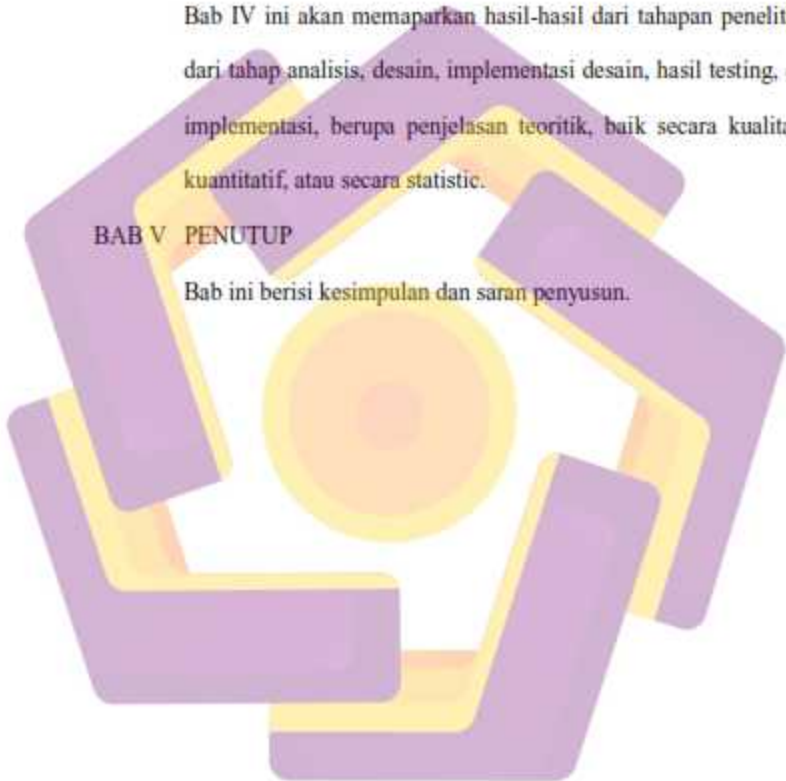 Bab IV ini akan memaparkan hasil-hasil dari tahapan penelit
dari tahap analisis, desain, implementasi desain, hasil testing,
implementasi, berupa penjelasan teoritik, baik secara kualita
kuantitatif, atau secara statistic.
BAB V PENUTUP
Bab ini berisi kesimpulan dan saran penyusun.